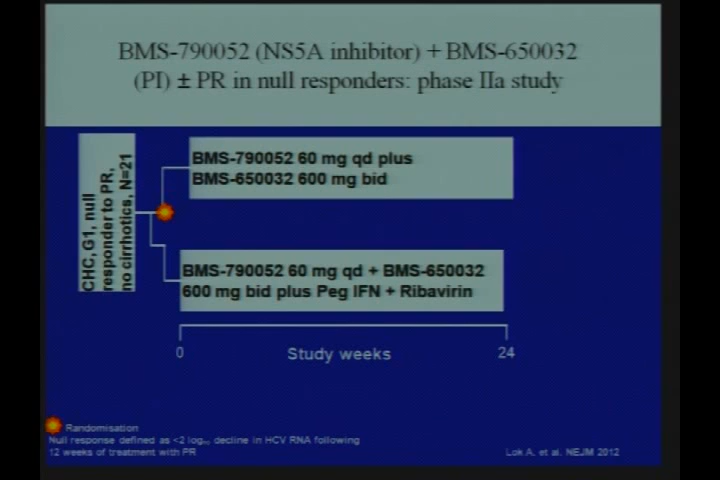 BMS-790052 (NS5A inhibitor) + BMS-650032
(PI) ± PR in null responders: phase IIa study
CHC, G1, null
responder to PR,
no cirrhotics, N=21
BMS-790052 60 mg qd plus
BMS-650032 600 mg bid
BMS-790052 60 mg qd + BMS-650032
600 mg bid plus Peg IFN + Ribavirin
0
Study weeks
24
Randomisation
Null response defined as <2 log₁₀ decline in HCV RNA following
12 weeks of treatment with PR
Lok A. et al. NEJM 2012